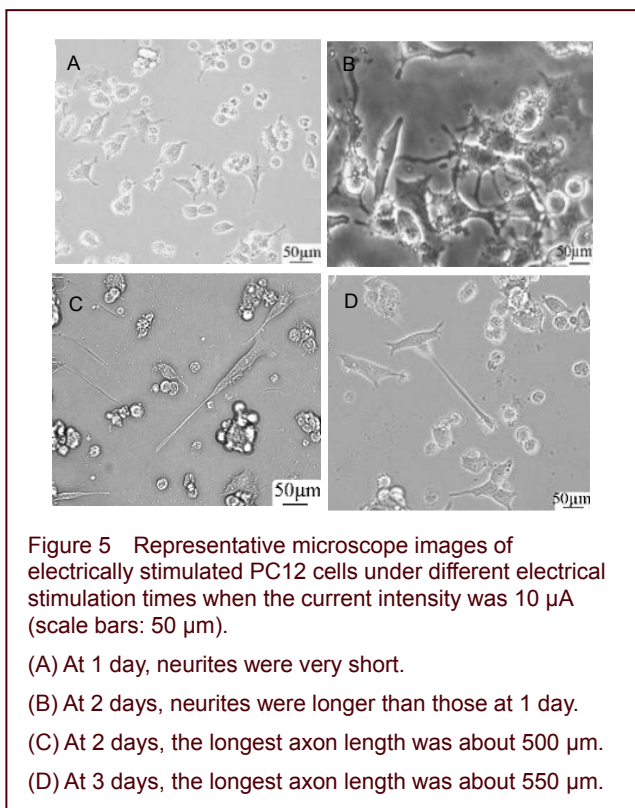 A
B
50µm
50µm
C
D
50µm
50µm
Figure 5 Representative microscope images of
electrically stimulated PC12 cells under different electrical
stimulation times when the current intensity was 10 µA
(scale bars: 50 µm).
(A) At 1 day, neurites were very short.
(B) At 2 days, neurites were longer than those at 1 day.
(C) At 2 days, the longest axon length was about 500 µm.
(D) At 3 days, the longest axon length was about 550 µm.